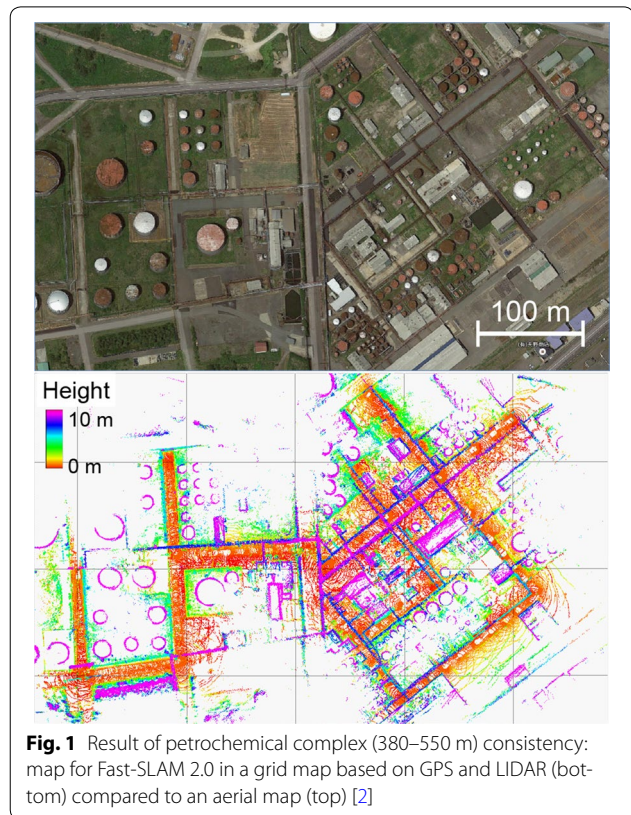 100 m
Height
10 m
0 m
Fig. 1 Result of petrochemical complex (380–550 m) consistency:
map for Fast-SLAM 2.0 in a grid map based on GPS and LIDAR (bot-
tom) compared to an aerial map (top) [2]